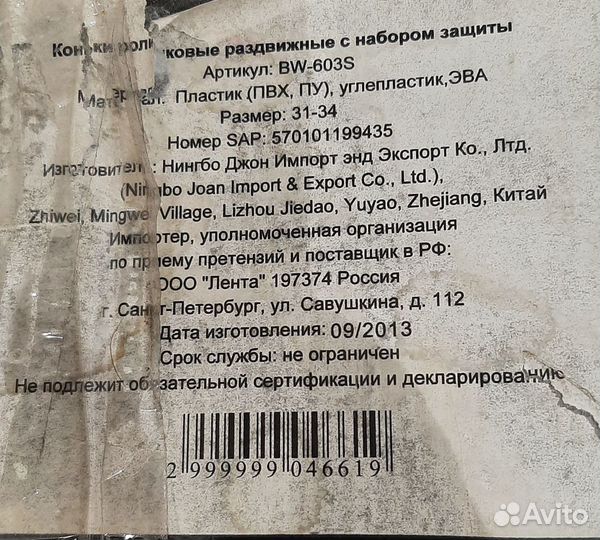 Коньки роликовые раздвижные с набором защиты
Артикул: BW-603S
Материал: Пластик (ПВХ, ПУ), углепластик,ЭВА
Размер: 31-34
Номер SAP: 570101199435
Изготовитель: Нингбо Джон Импорт энд Экспорт Ко., Лтд.
(Ningbo Joan Import & Export Co., Ltd.),
Zhiwei, Mingwei Village, Lizhou Jiedao, Yuyao, Zhejiang, Китай
Импортер, уполномоченная организация
по приему претензий и поставщик в РФ:
ООО "Лента" 197374 Россия
г. Санкт-Петербург, ул. Савушкина, д. 112
Дата изготовления: 09/2013
Срок службы: не ограничен
Не подлежит обязательной сертификации и декларированию
2 999999 046619
Avito